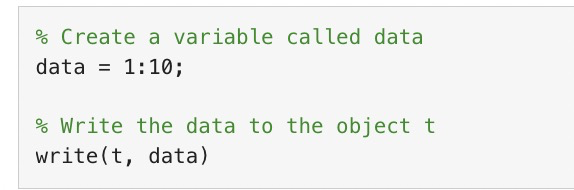 % Create a variable called data
data = 1:10;
% Write the data to the object t
write(t, data)